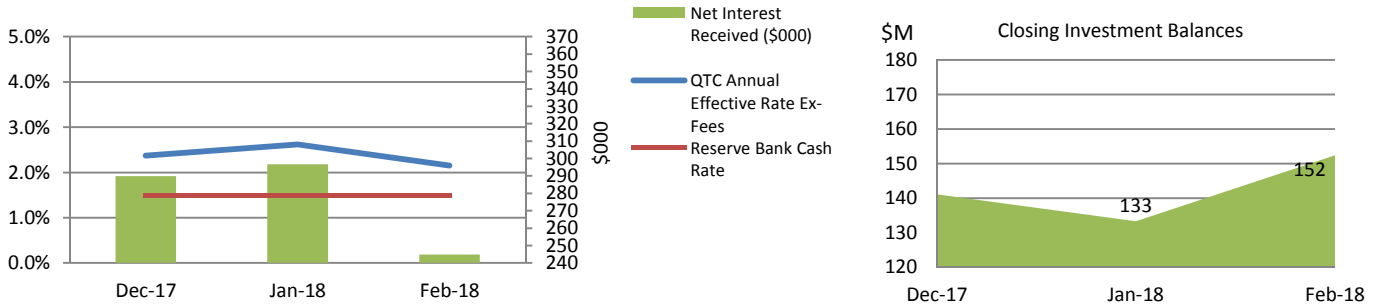 5.0%
4.0%
3.0%
2.0%
1.0%
0.0%
Dec-17
Jan-18
Feb-18
370
360
350
340
330
320
310
300
290
280
270
260
250
240
$000
Net Interest
Received ($000)
QTC Annual
Effective Rate Ex-
Fees
Reserve Bank Cash
Rate
$M
Closing Investment Balances
180
170
160
150
140
130
120
133
152
Dec-17
Jan-18
Feb-18